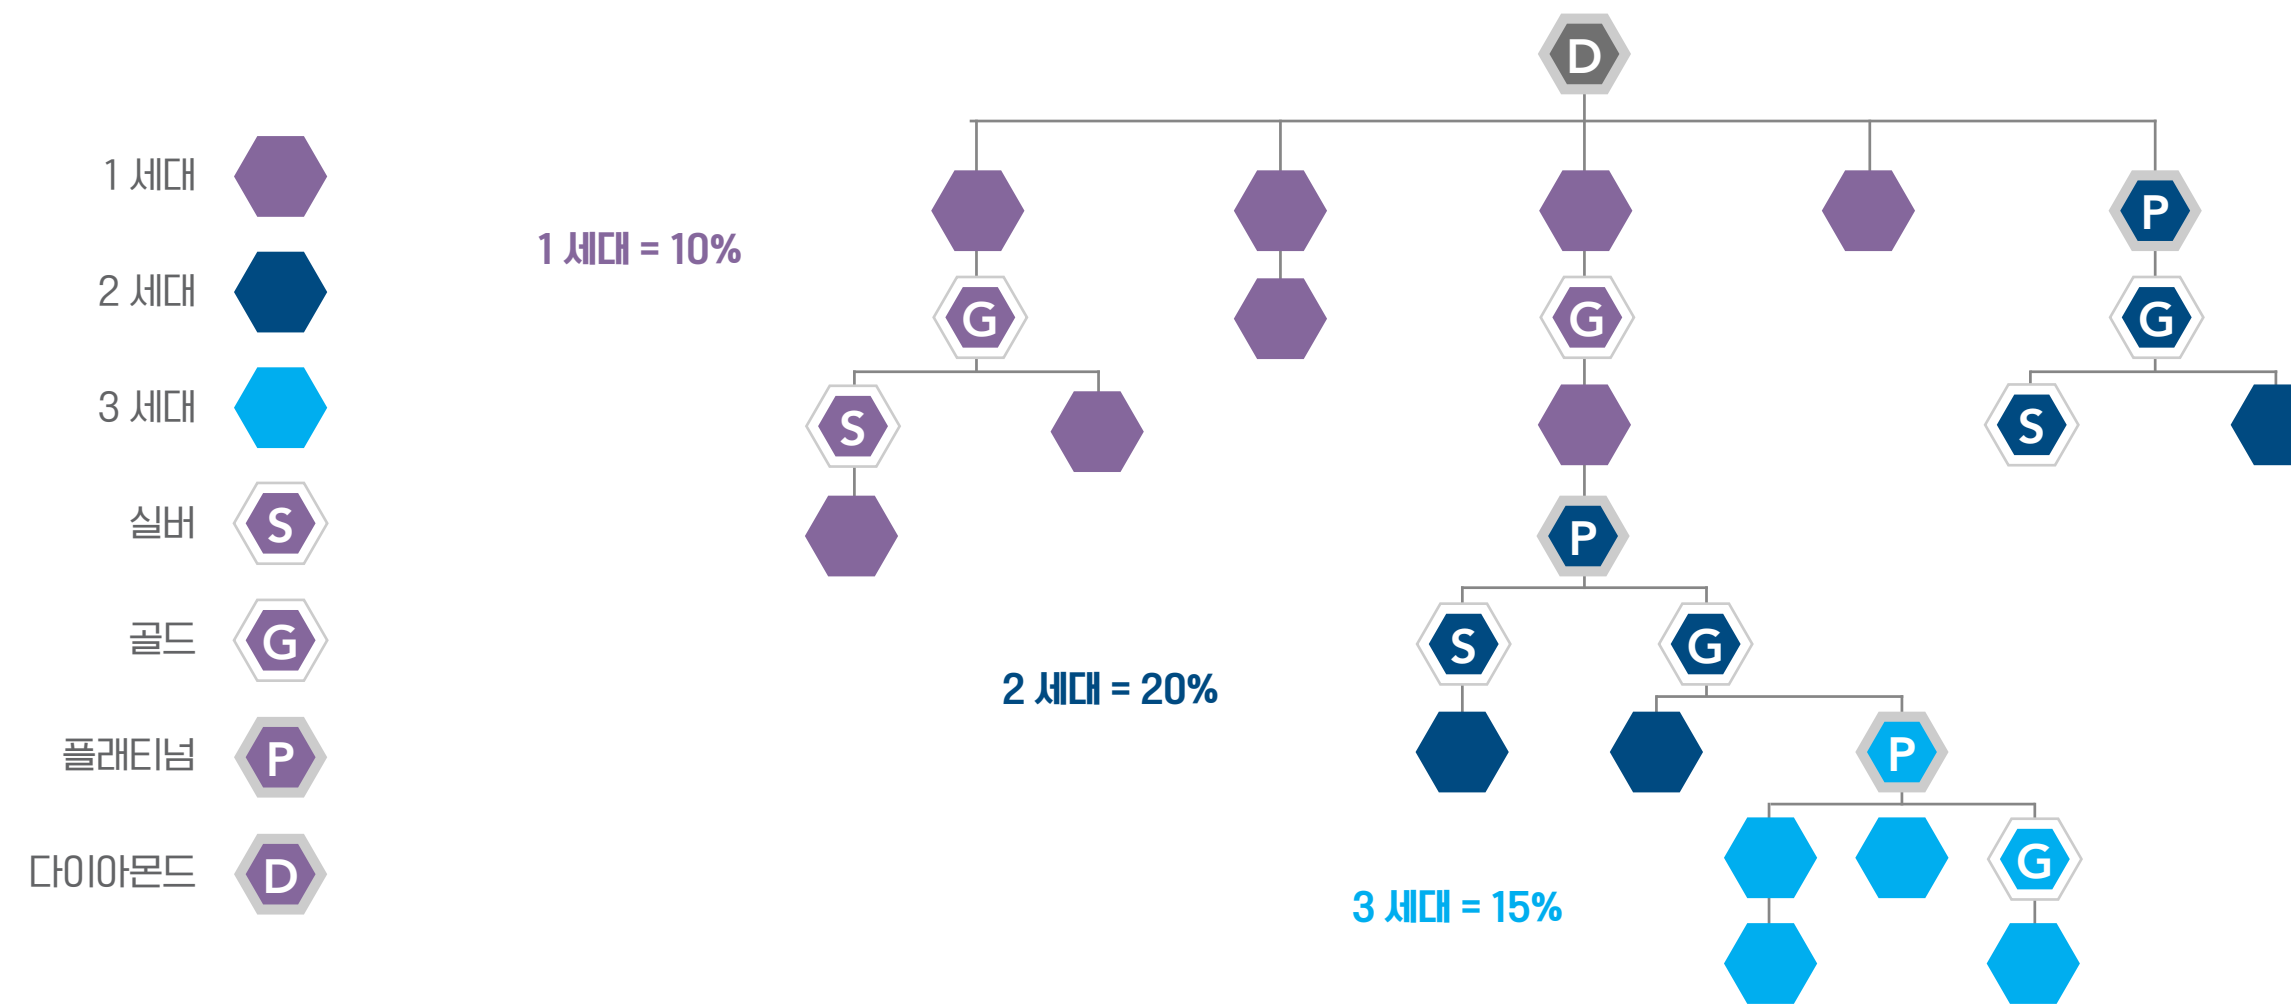 D
1 세대
P
1 세대 = 10%
2 세대
G
G
G
3 세대
S
S
실버
S
P
골드
G
S
G
2 세대 = 20%
플래티넘
P
P
다이아몬드
D
G
3 세대 = 15%